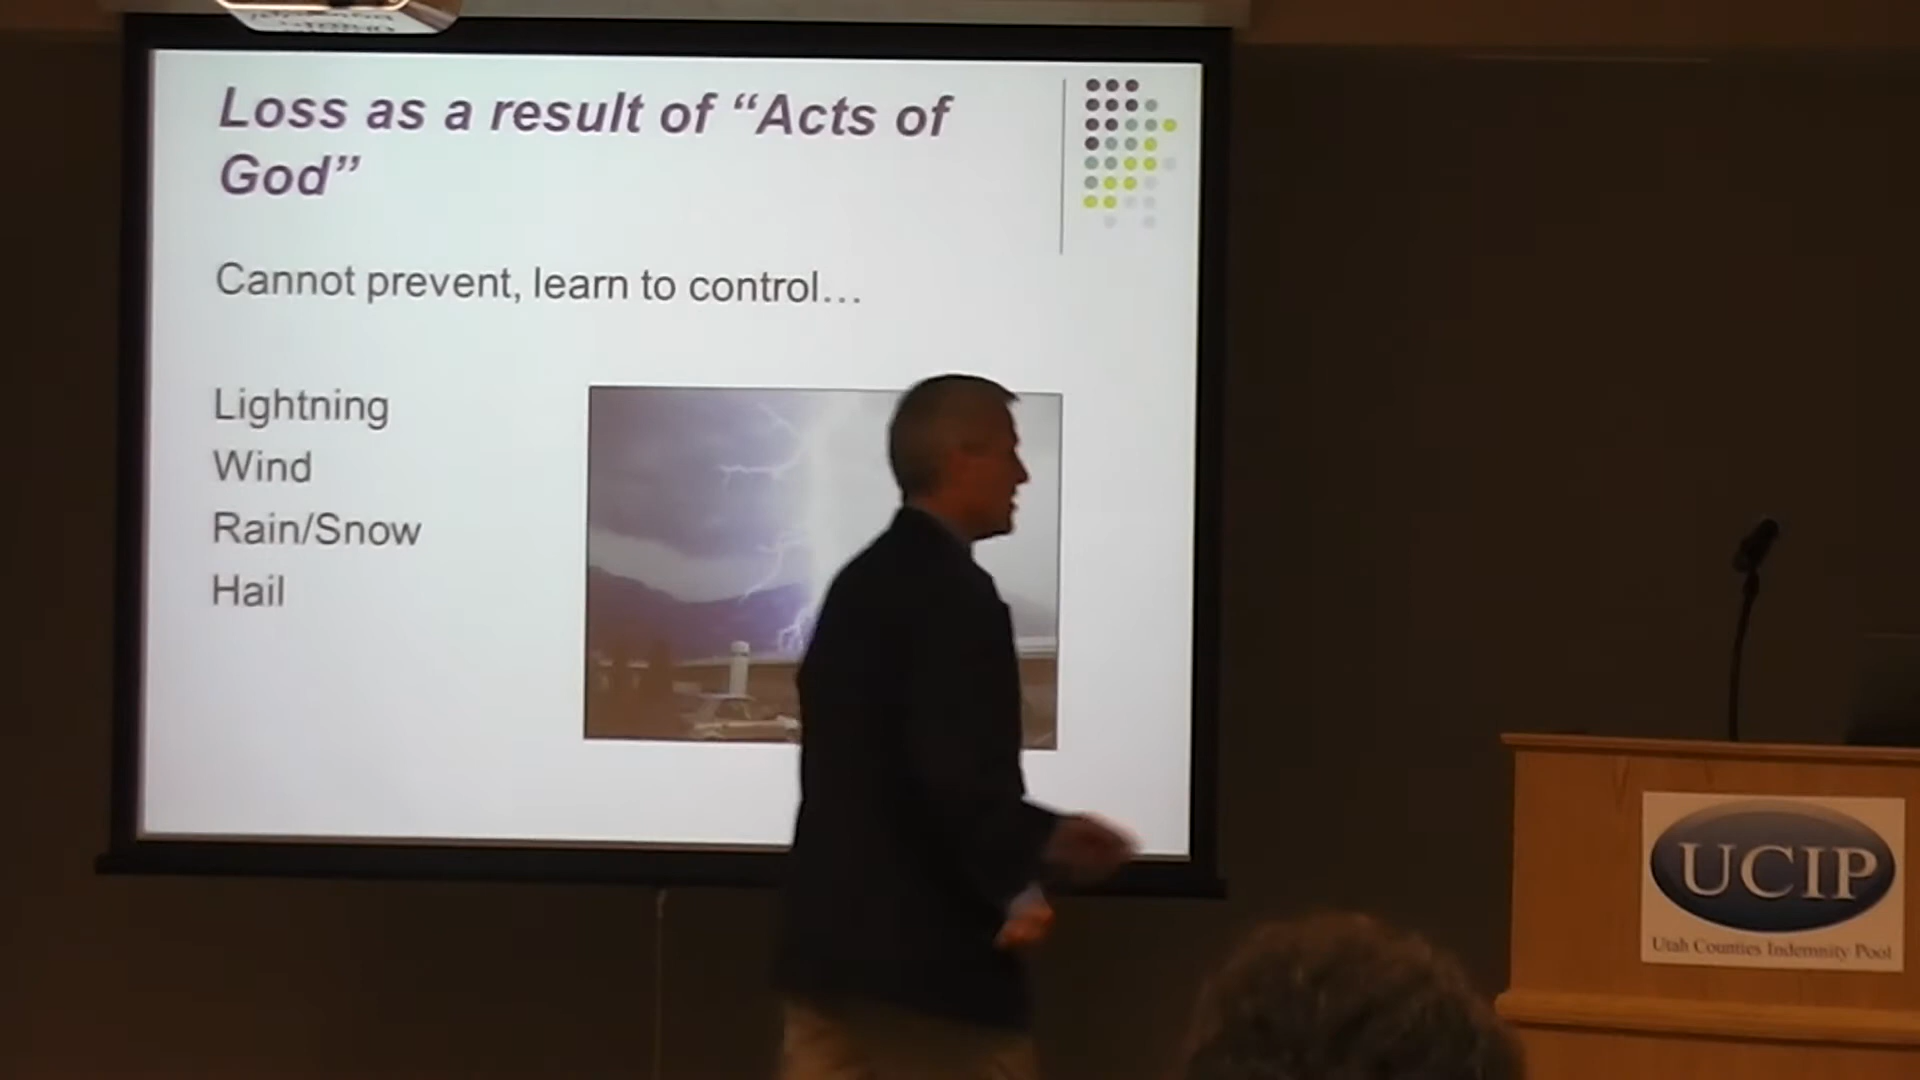 Loss as a result of “Acts of
God”
Cannot prevent, learn to control…
Lightning
Wind
Rain/Snow
Hail
UCIP
Utah Counties Indemnity Pool